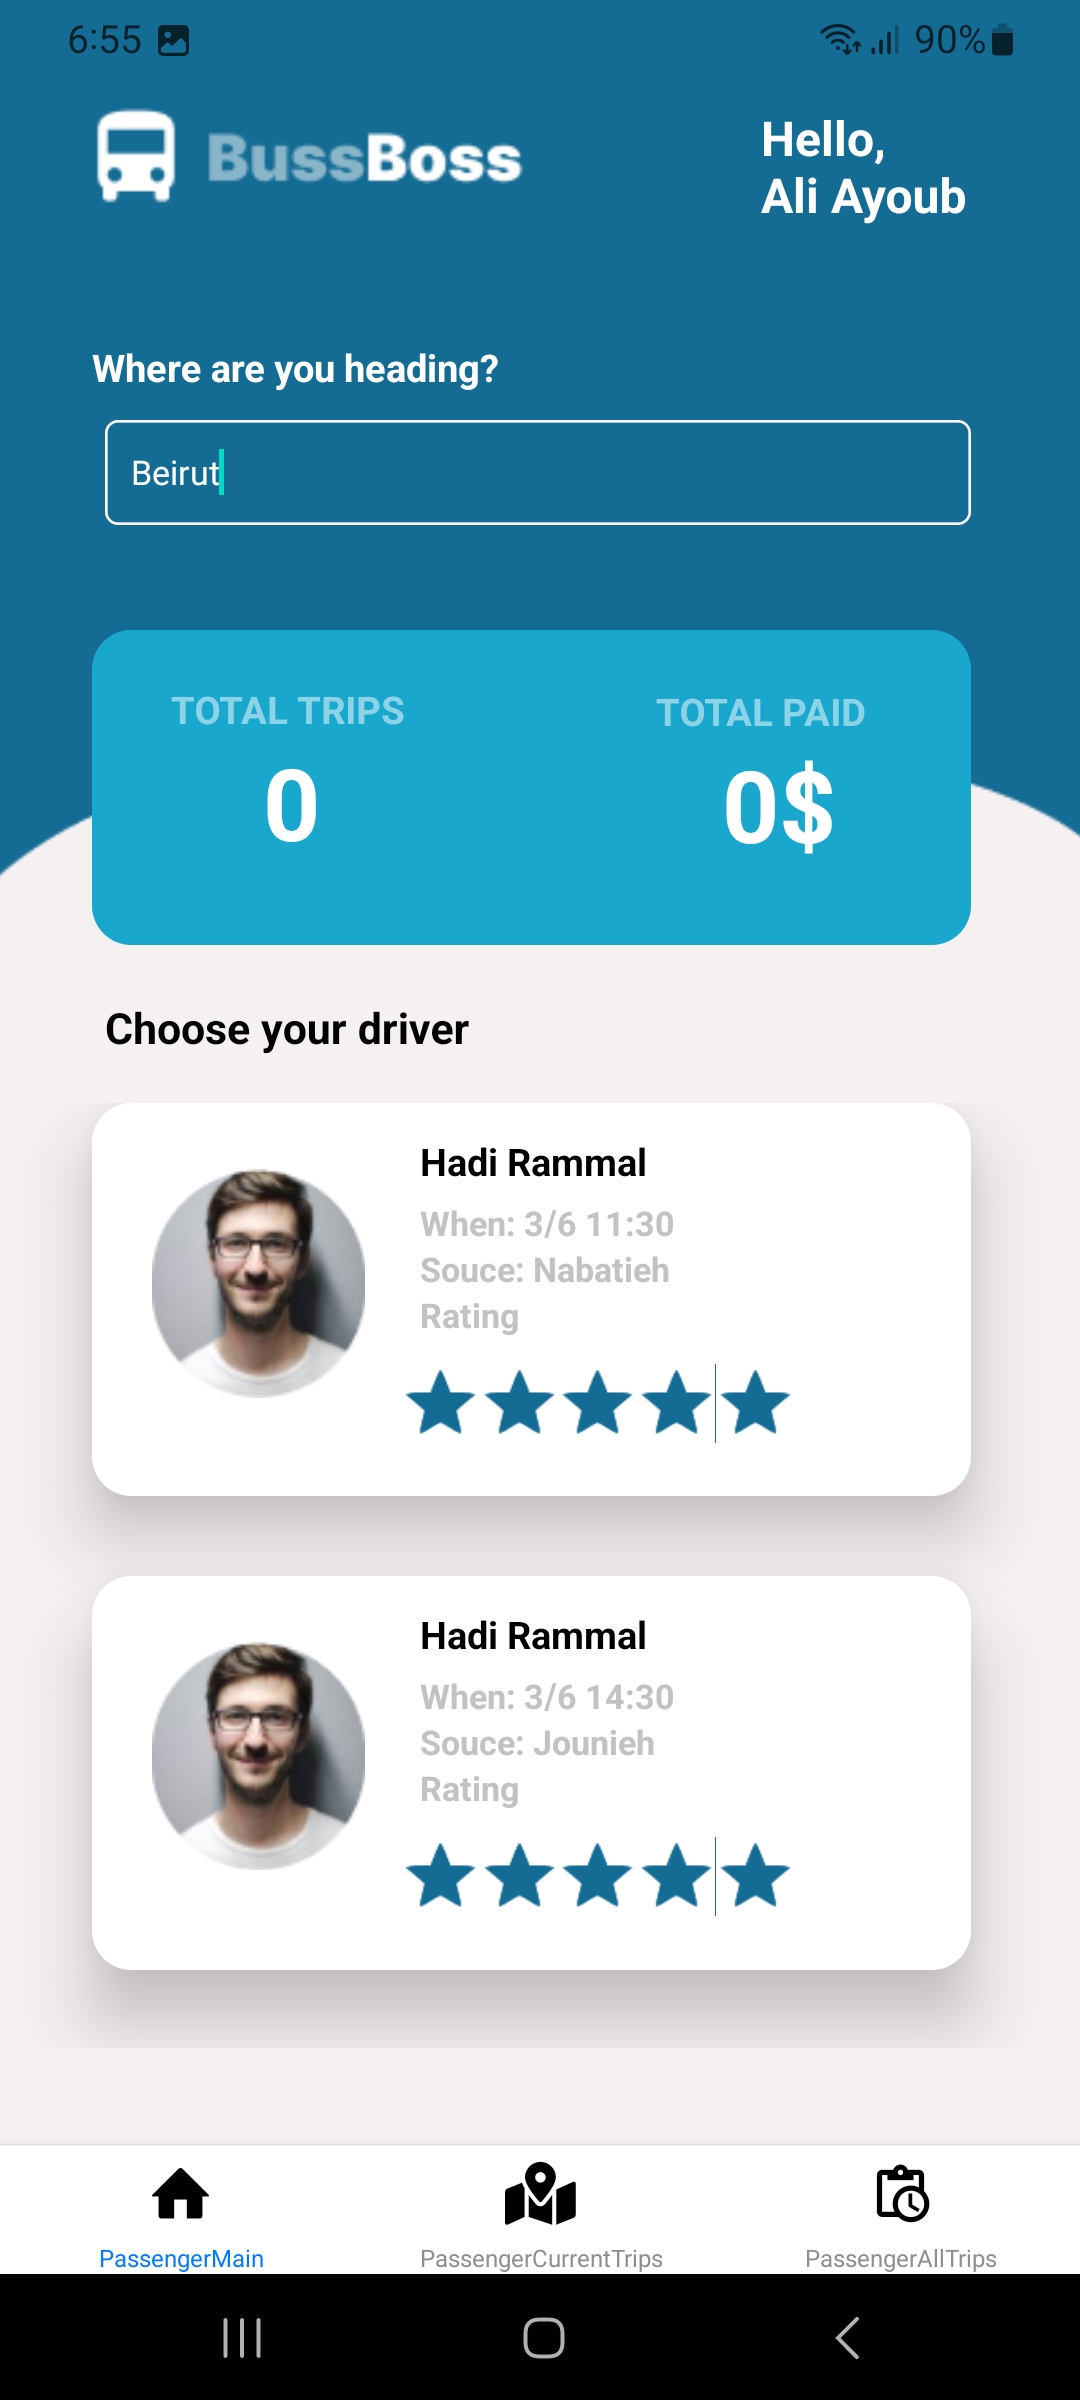 6:55
90%
BussBoss
Hello,
Ali Ayoub
Where are you heading?
Beirut
TOTAL TRIPS
0
TOTAL PAID
0$
Choose your driver
Hadi Rammal
When: 3/6 11:30
Souce: Nabatieh
Rating
Hadi Rammal
When: 3/6 14:30
Souce: Jounieh
Rating
PassengerMain
PassengerCurrentTrips
PassengerAllTrips